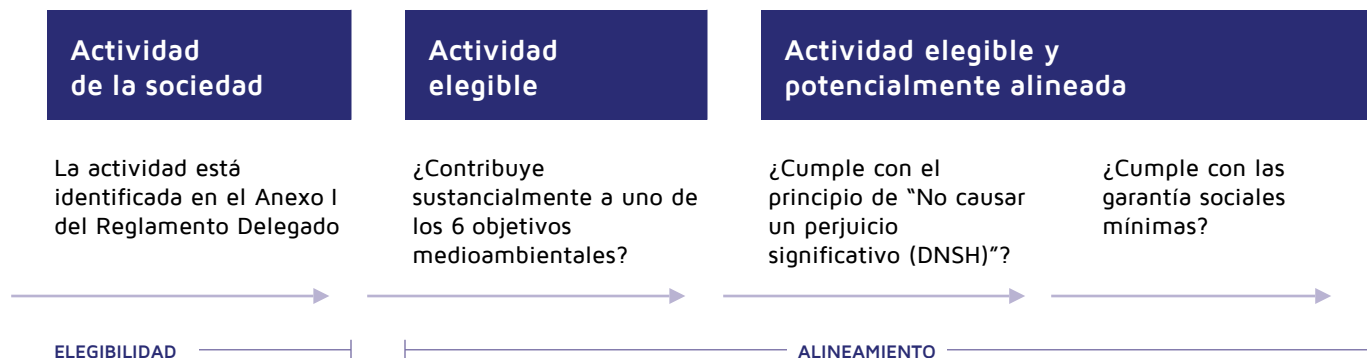 Actividad
de la sociedad
Actividad
elegible
Actividad elegible y
potencialmente alineada
La actividad está
identificada en el Anexo I
del Reglamento Delegado
¿Contribuye
sustancialmente a uno de
los 6 objetivos
medioambientales?
¿Cumple con el
principio de “No causar
un perjuicio
significativo (DNSH)”?
¿Cumple con las
garantía sociales
mínimas?
ELEGIBILIDAD
ALINEAMIENTO